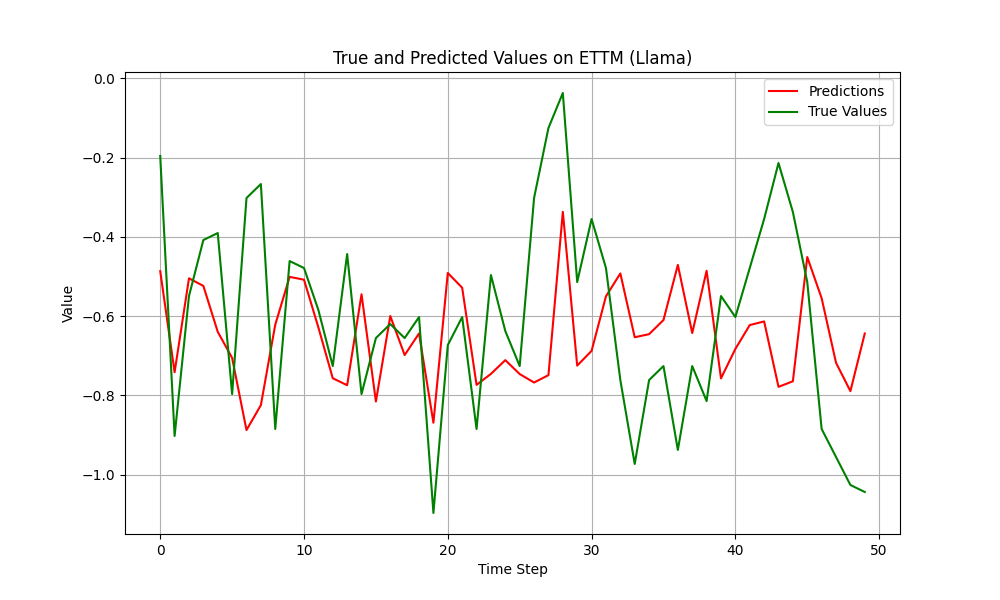 True and Predicted Values on ETTM (Llama)
Predictions
True Values
Value
0.0
−0.2
−0.4
−0.6
−0.8
−1.0
0 10 20 30 40 50
Time Step